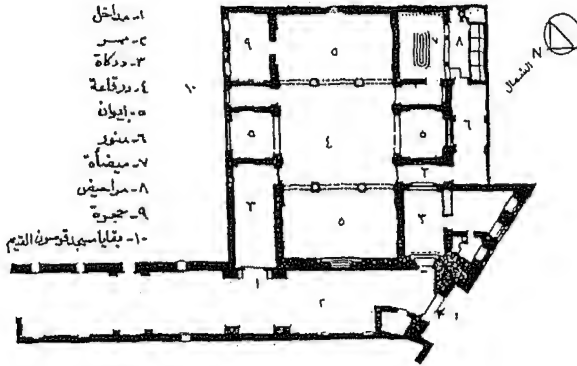 ١- مداخل
٢- ممر
٣- دركاة
٤- درقاعة
٥- إيوان
٦- منور
٧- ميضأة
٨- مراحيض
٩- حجرة
١٠- بقايا مسجد قوصون القديم
٩
٥
٧
٨
١٠
٥
٤
٥
٦
٢
٣
٥
٣
١
٢
١
N الشمال